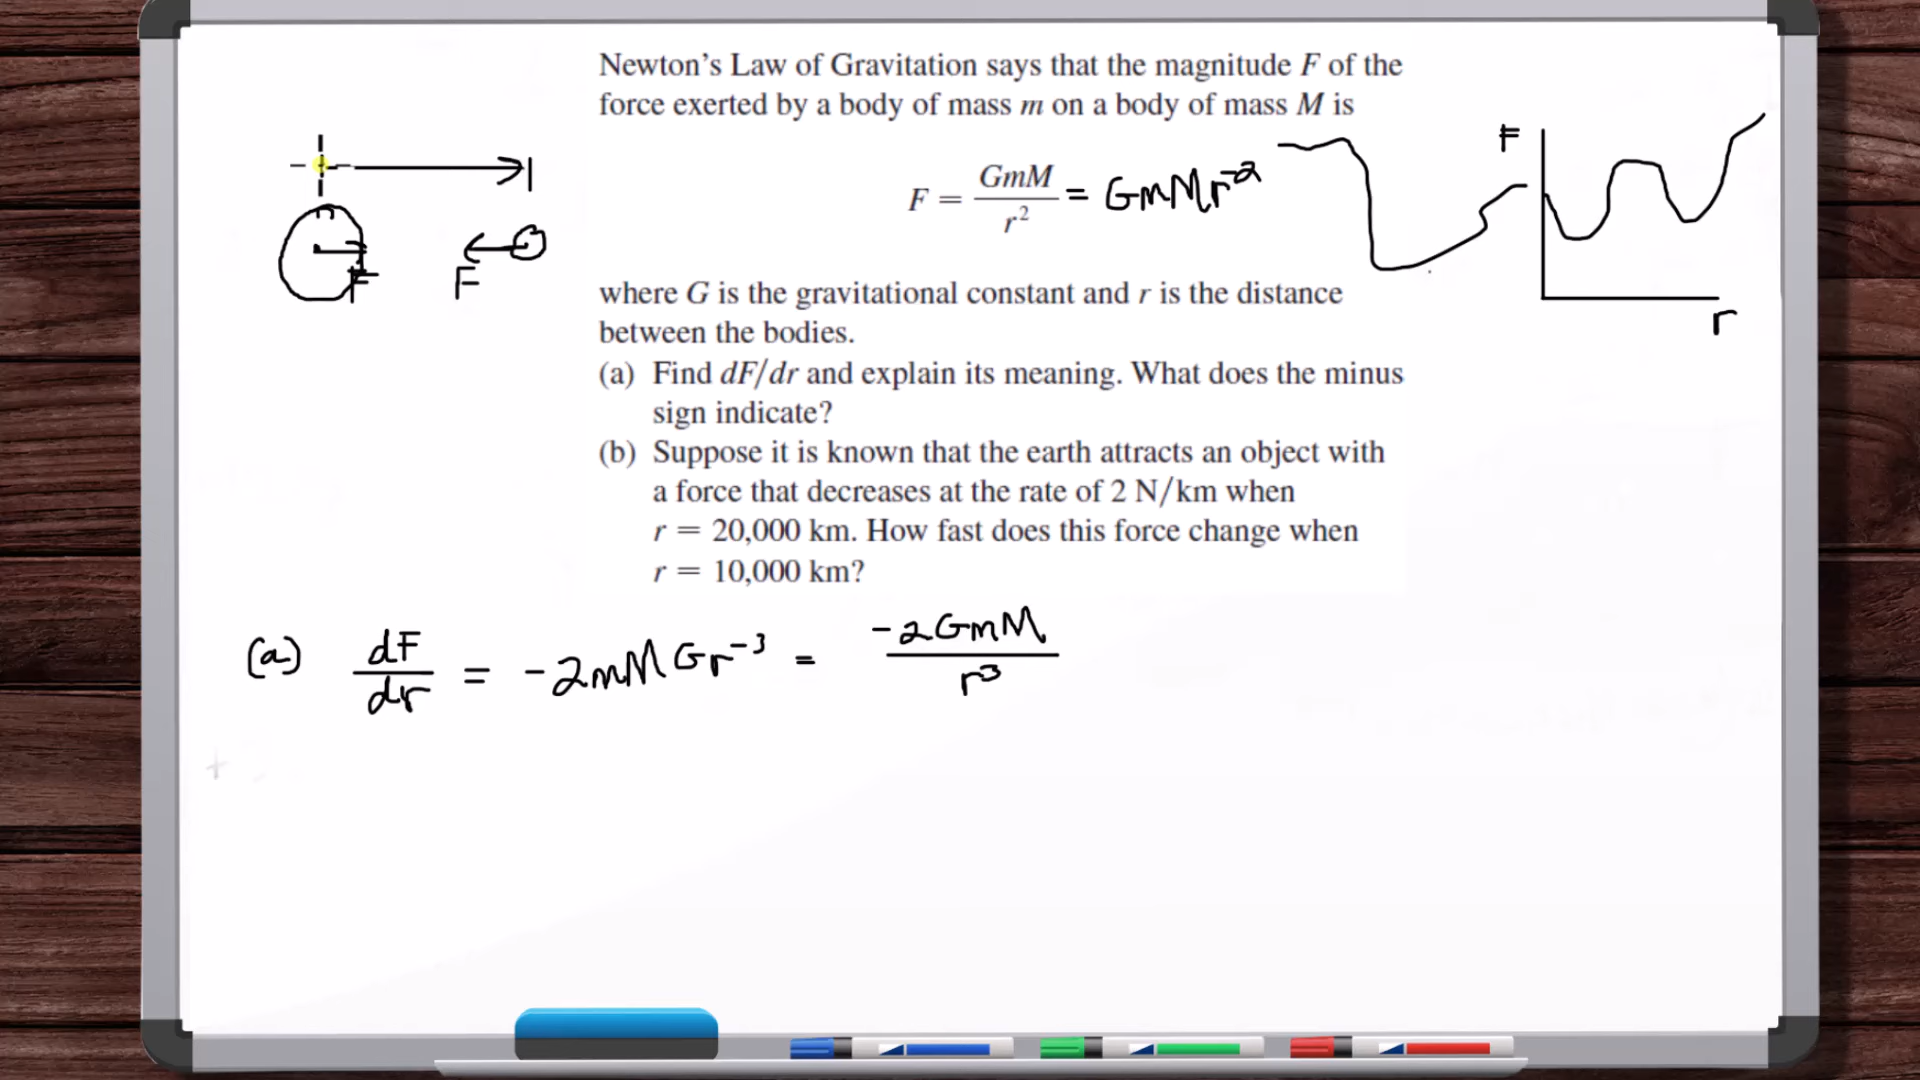 Newton's Law of Gravitation says that the magnitude F of the
force exerted by a body of mass m on a body of mass M is
F = GmM/r² = GmMr⁻²
F
r
F
F
where G is the gravitational constant and r is the distance
between the bodies.
(a) Find dF/dr and explain its meaning. What does the minus
sign indicate?
(b) Suppose it is known that the earth attracts an object with
a force that decreases at the rate of 2 N/km when
r = 20,000 km. How fast does this force change when
r = 10,000 km?
(a) dF/dr = -2mMGr⁻³ = -2GmM/r³